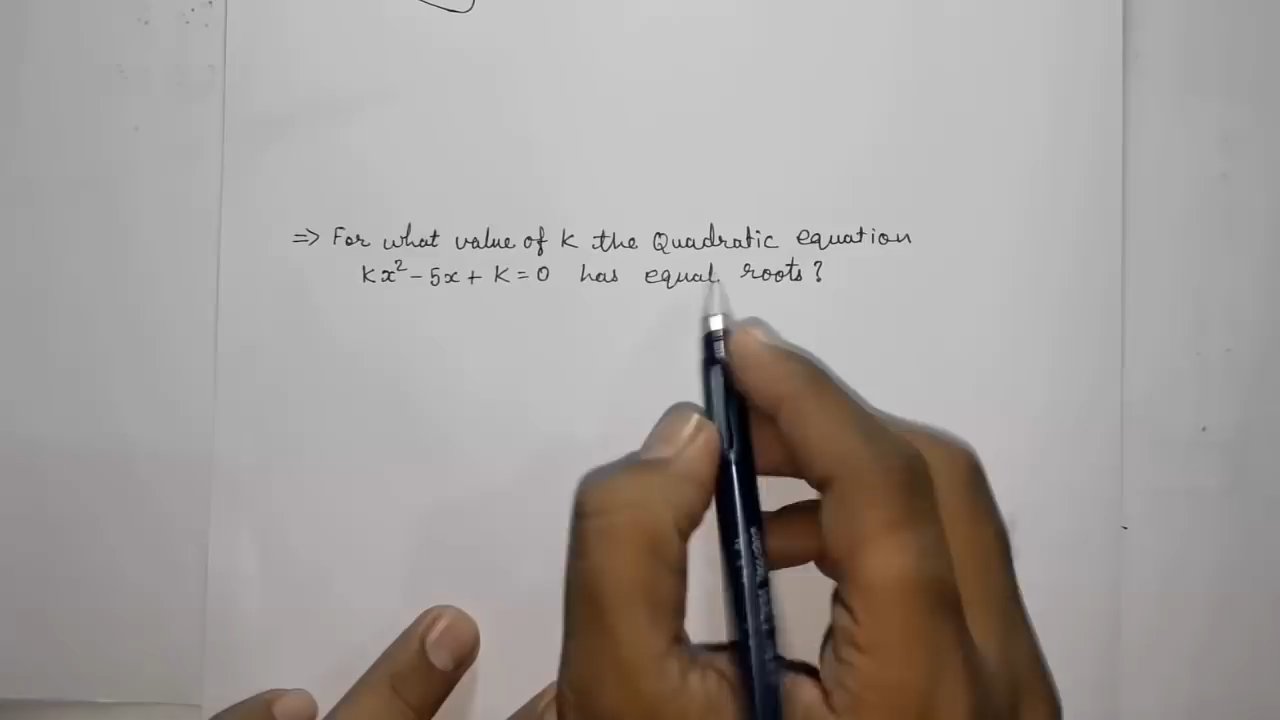 ⇒ For what value of k the Quadratic equation
kx² - 5x + k = 0 has equal roots?